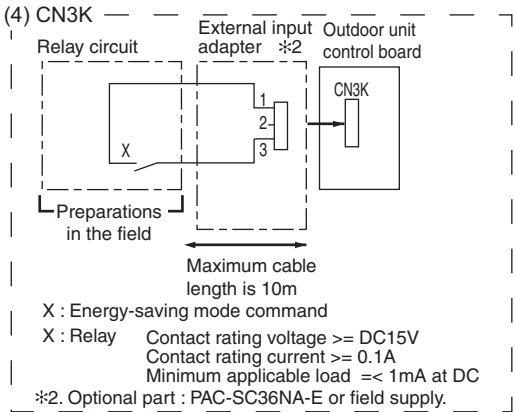 (4) CN3K
Relay circuit
External input
adapter ✻2
Outdoor unit
control board
CN3K
1
2
3
X
Preparations
in the field
Maximum cable
length is 10m
X : Energy-saving mode command
X : Relay Contact rating voltage >= DC15V
Contact rating current >= 0.1A
Minimum applicable load =< 1mA at DC
✻2. Optional part : PAC-SC36NA-E or field supply.